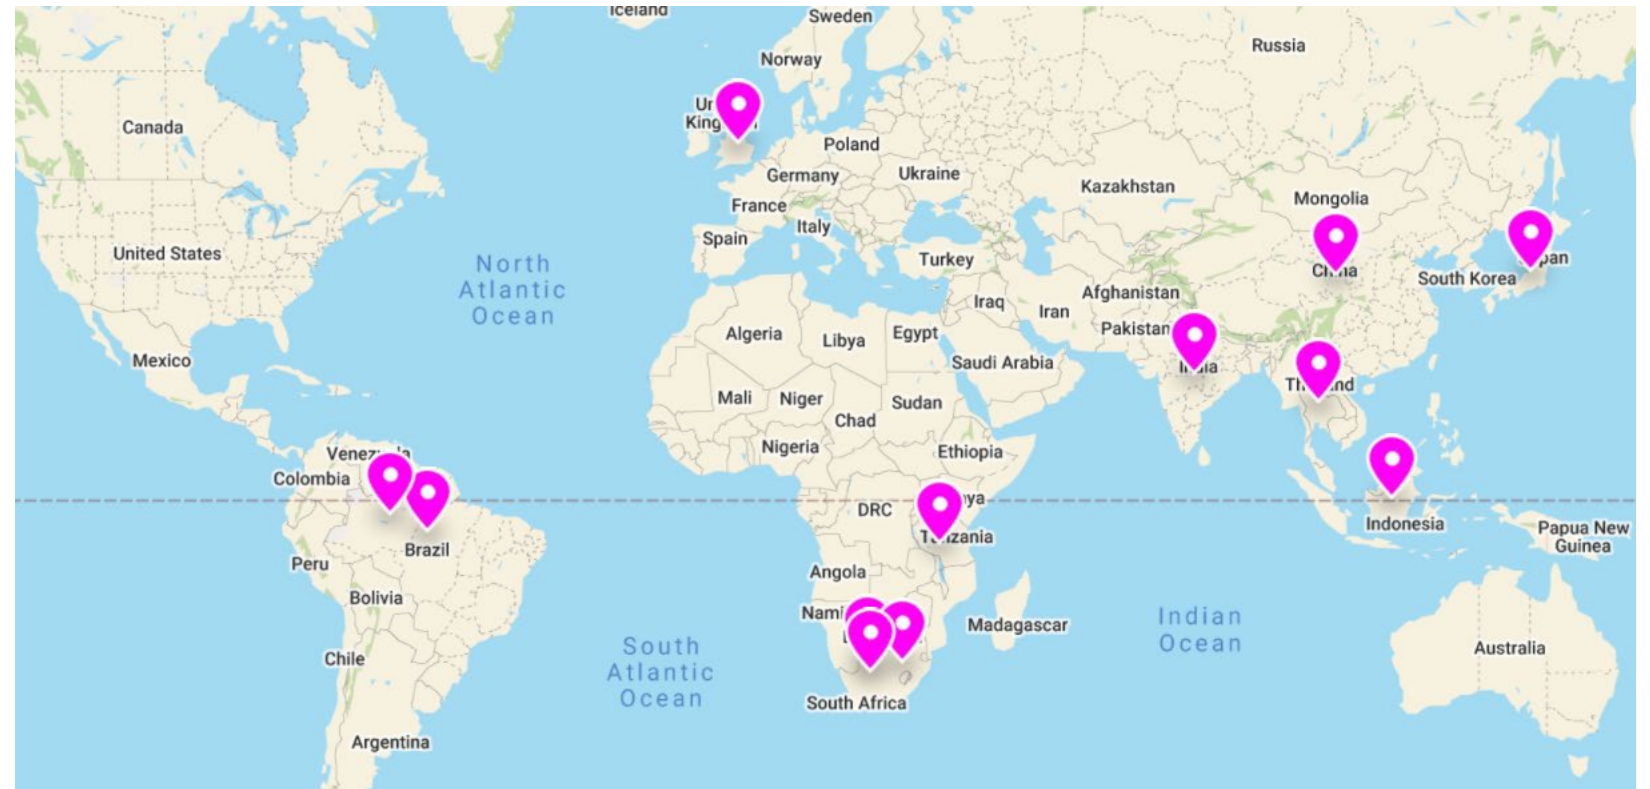 Iceland
Sweden
Russia
Norway
Canada
Poland
Germany
Ukraine
Kazakhstan
Mongolia
France
Italy
Spain
United States
Turkey
North
Atlantic
Ocean
South Korea
Afghanistan
Iraq
Iran
Algeria
Libya
Egypt
Pakistan
Mexico
Saudi Arabia
Mali
Niger
Sudan
Chad
Nigeria
Ethiopia
Colombia
DRC
Indonesia
Papua New
Guinea
Brazil
Peru
Angola
Bolivia
Madagascar
Indian
Ocean
South
Atlantic
Ocean
Chile
Australia
South Africa
Argentina